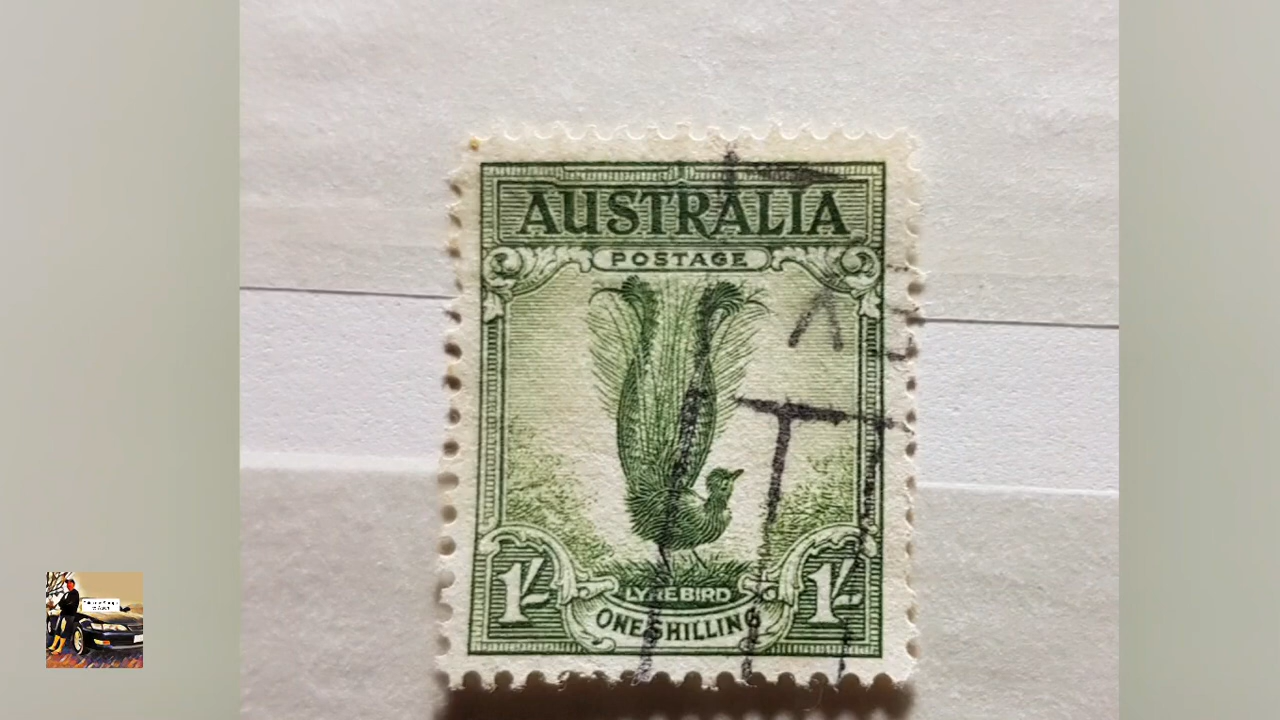 AUSTRALIA
POSTAGE
1/- 1/-
LYREBIRD
ONE SHILLING